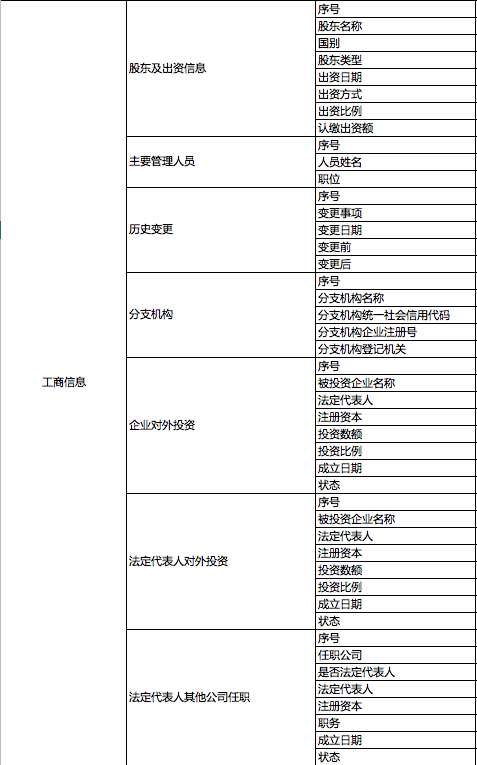 工商信息
股东及出资信息
序号
股东名称
国别
股东类型
出资日期
出资方式
出资比例
认缴出资额
主要管理人员
序号
人员姓名
职位
历史变更
序号
变更事项
变更日期
变更前
变更后
分支机构
序号
分支机构名称
分支机构统一社会信用代码
分支机构企业注册号
分支机构登记机关
企业对外投资
序号
被投资企业名称
法定代表人
注册资本
投资数额
投资比例
成立日期
状态
法定代表人对外投资
序号
被投资企业名称
法定代表人
注册资本
投资数额
投资比例
成立日期
状态
法定代表人其他公司任职
序号
任职公司
是否法定代表人
法定代表人
注册资本
职务
成立日期
状态